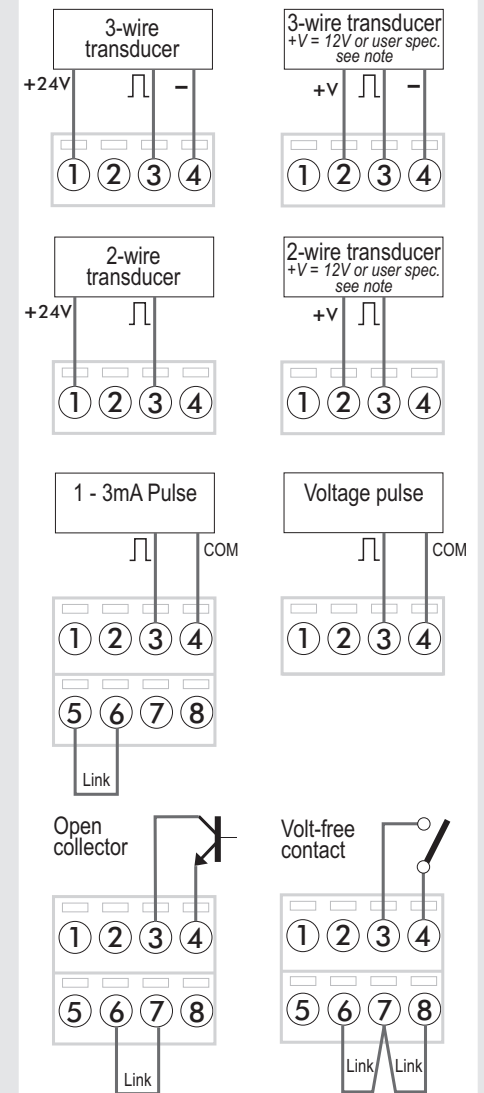 3-wire
transducer
+24V
–
1 2 3 4
3-wire transducer
+V = 12V or user spec.
see note
+V
–
1 2 3 4
2-wire
transducer
+24V
1 2 3 4
2-wire transducer
+V = 12V or user spec.
see note
+V
1 2 3 4
1 - 3mA Pulse
COM
1 2 3 4
5 6 7 8
Link
Voltage pulse
COM
1 2 3 4
Open
collector
1 2 3 4
5 6 7 8
Link
Volt-free
contact
1 2 3 4
5 6 7 8
Link Link